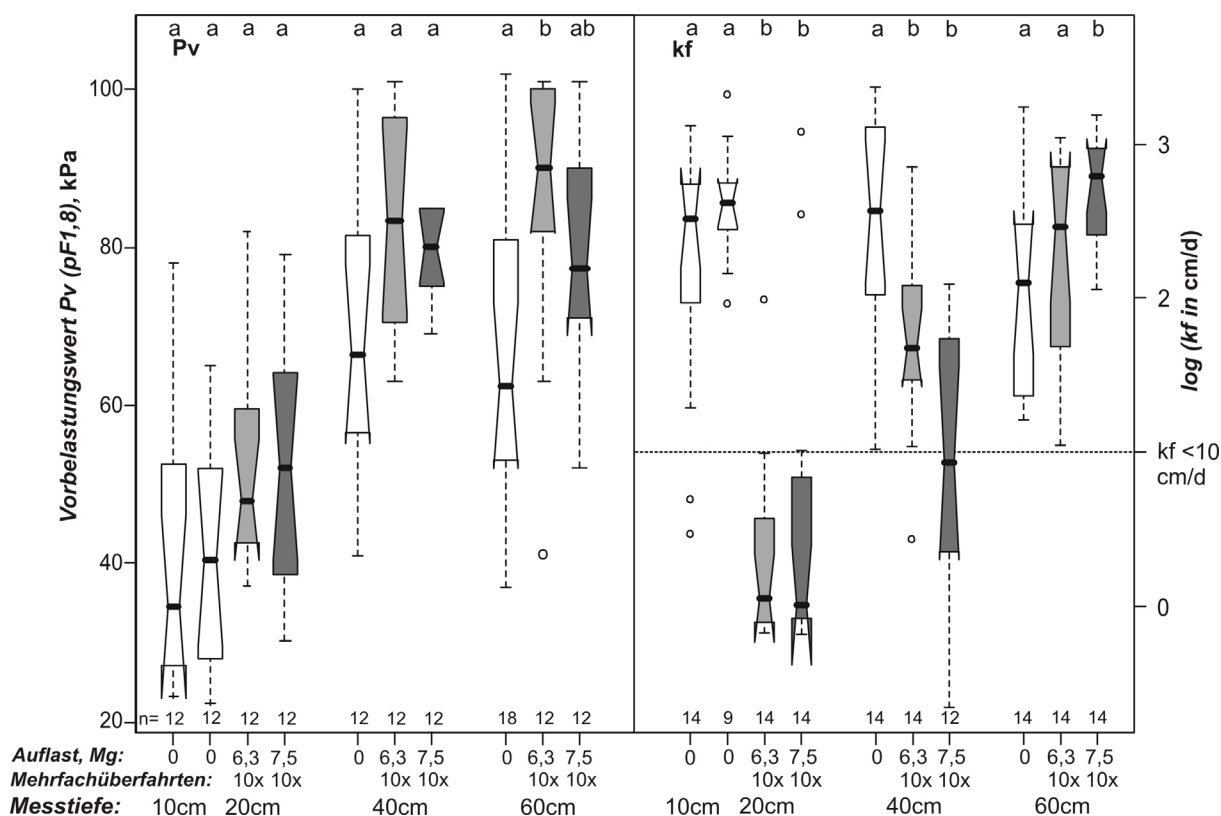 a a a a a a a a b ab a a b b a b b a a b
Pv kf
100
80
60
40
20
Vorbelastungswert Pv (pF1,8), kPa
3
2
kf <10
cm/d
0
log (kf in cm/d)
n= 12 12 12 12 12 12 12 18 12 12 14 9 14 14 14 14 12 14 14 14
Auflast, Mg: 0 0 6,3 7,5 0 6,3 7,5 0 6,3 7,5 0 0 6,3 7,5 0 6,3 7,5 0 6,3 7,5
Mehrfachüberfahrten: 10x 10x 10x 10x 10x 10x 10x 10x 10x 10x 10x 10x
Messtiefe: 10cm 20cm 40cm 60cm 10cm 20cm 40cm 60cm